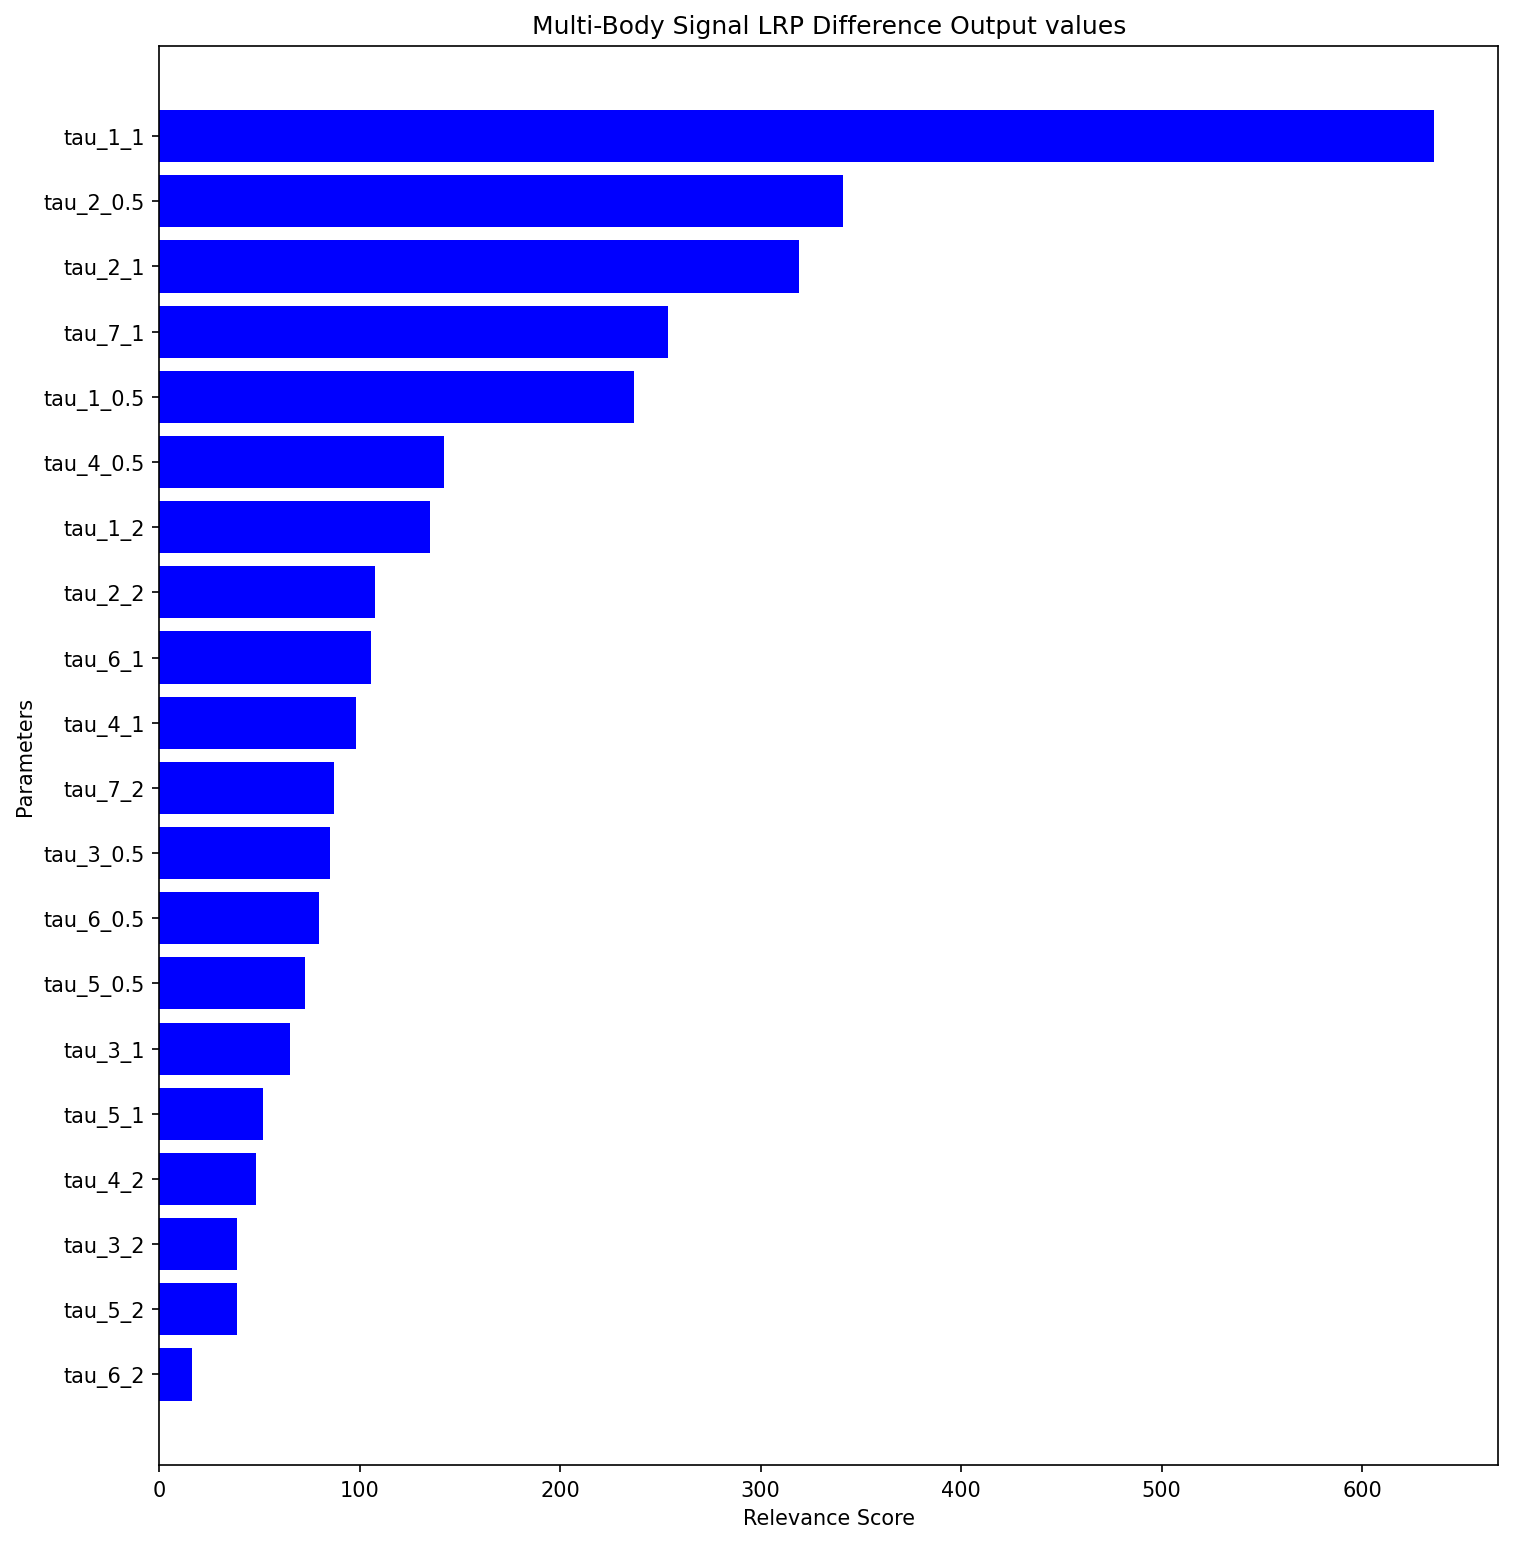 Multi-Body Signal LRP Difference Output values
tau_1_1
tau_2_0.5
tau_2_1
tau_7_1
tau_1_0.5
tau_4_0.5
tau_1_2
tau_2_2
tau_6_1
tau_4_1
tau_7_2
tau_3_0.5
tau_6_0.5
tau_5_0.5
tau_3_1
tau_5_1
tau_4_2
tau_3_2
tau_5_2
tau_6_2
Parameters
0 100 200 300 400 500 600
Relevance Score